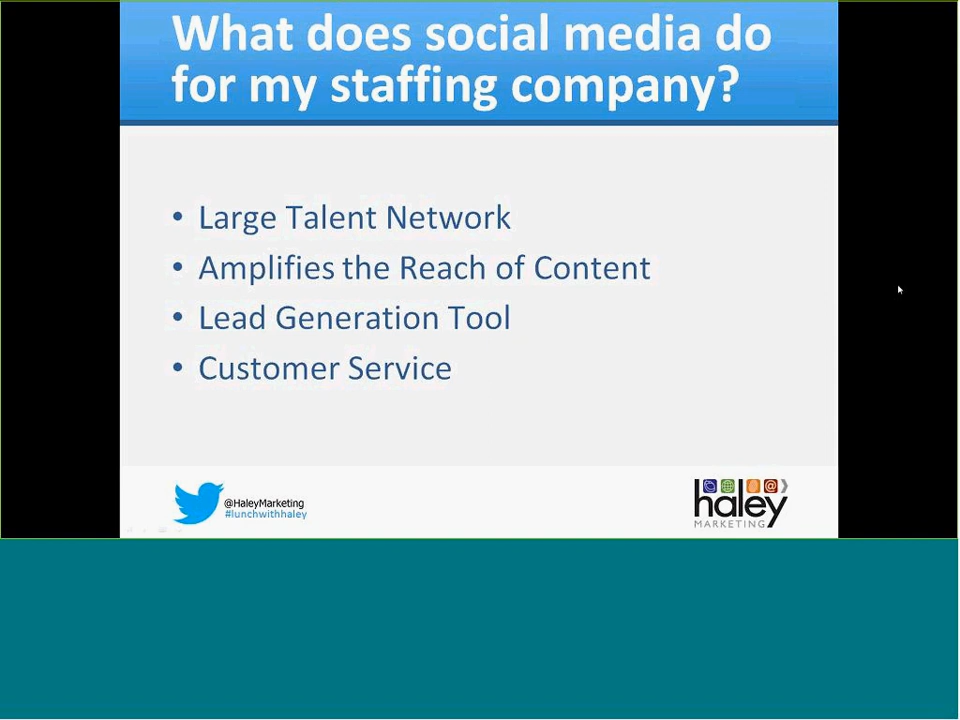 What does social media do
for my staffing company?
• Large Talent Network
• Amplifies the Reach of Content
• Lead Generation Tool
• Customer Service
@HaleyMarketing
#lunchwithhaley
haley
MARKETING